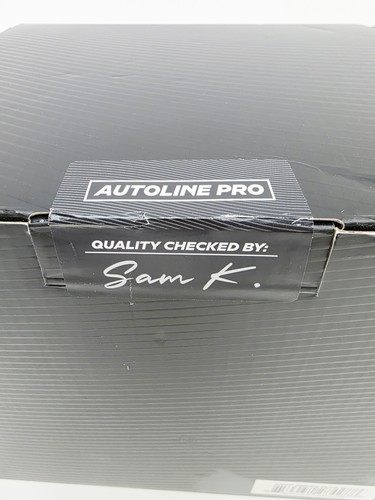 AUTOLINE PRO
QUALITY CHECKED BY:
Sam K.